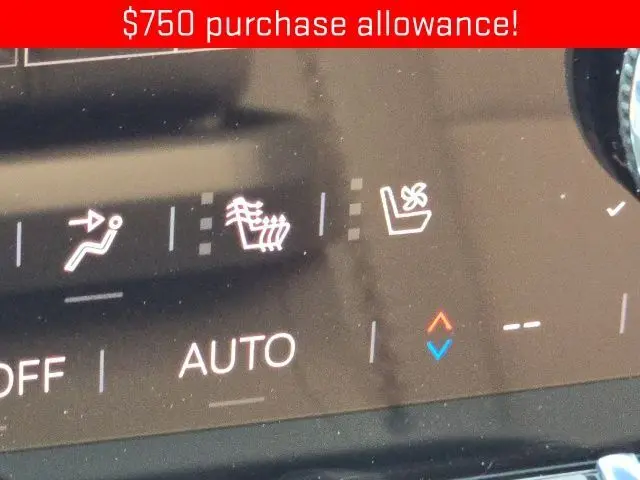 $750 purchase allowance!
OFF
AUTO
--